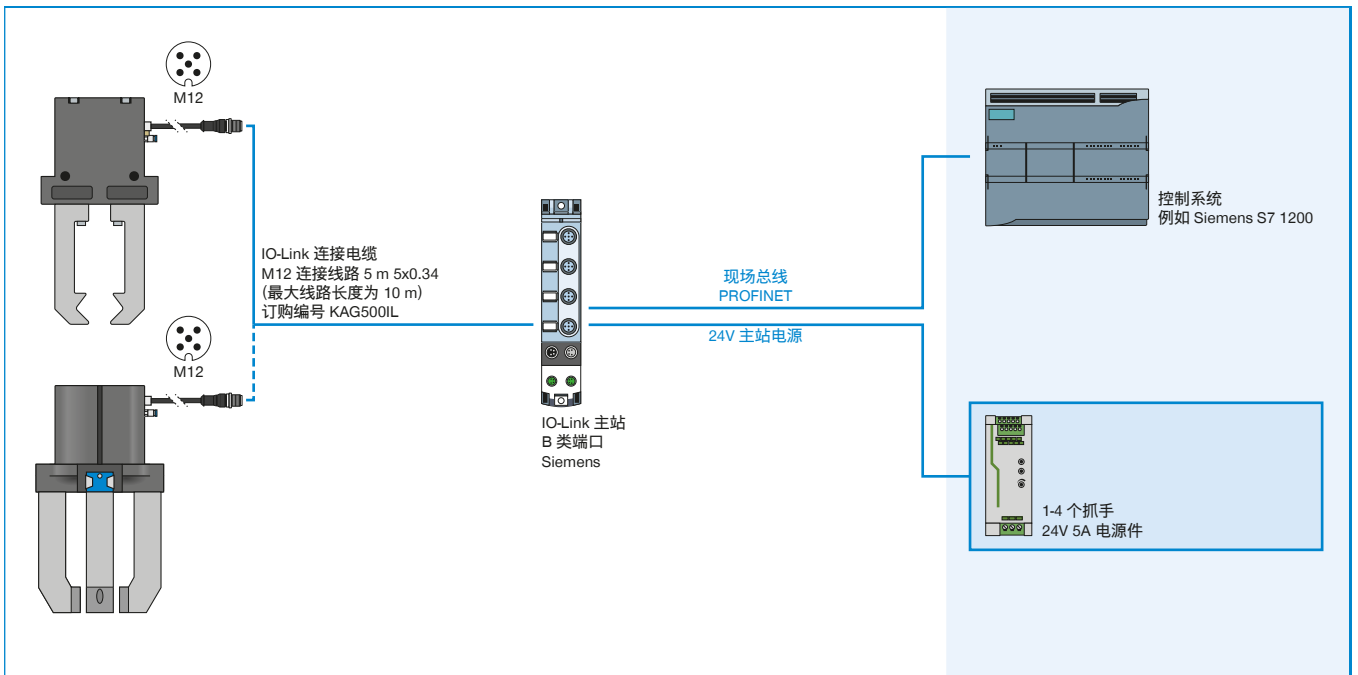 M12
IO-Link 连接电缆
M12 连接线路 5 m 5x0.34
(最大线路长度为 10 m)
订购编号 KAG500IL
M12
IO-Link 主站
B 类端口
Siemens
现场总线
PROFINET
24V 主站电源
控制系统
例如 Siemens S7 1200
1-4 个抓手
24V 5A 电源件